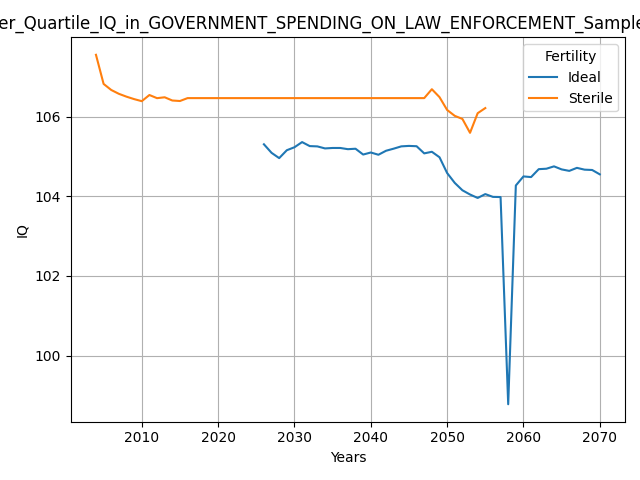 er_Quartile_IQ_in_GOVERNMENT_SPENDING_ON_LAW_ENFORCEMENT_Sample
Fertility
Ideal
Sterile
106
104
102
100
IQ
2010 2020 2030 2040 2050 2060 2070
Years